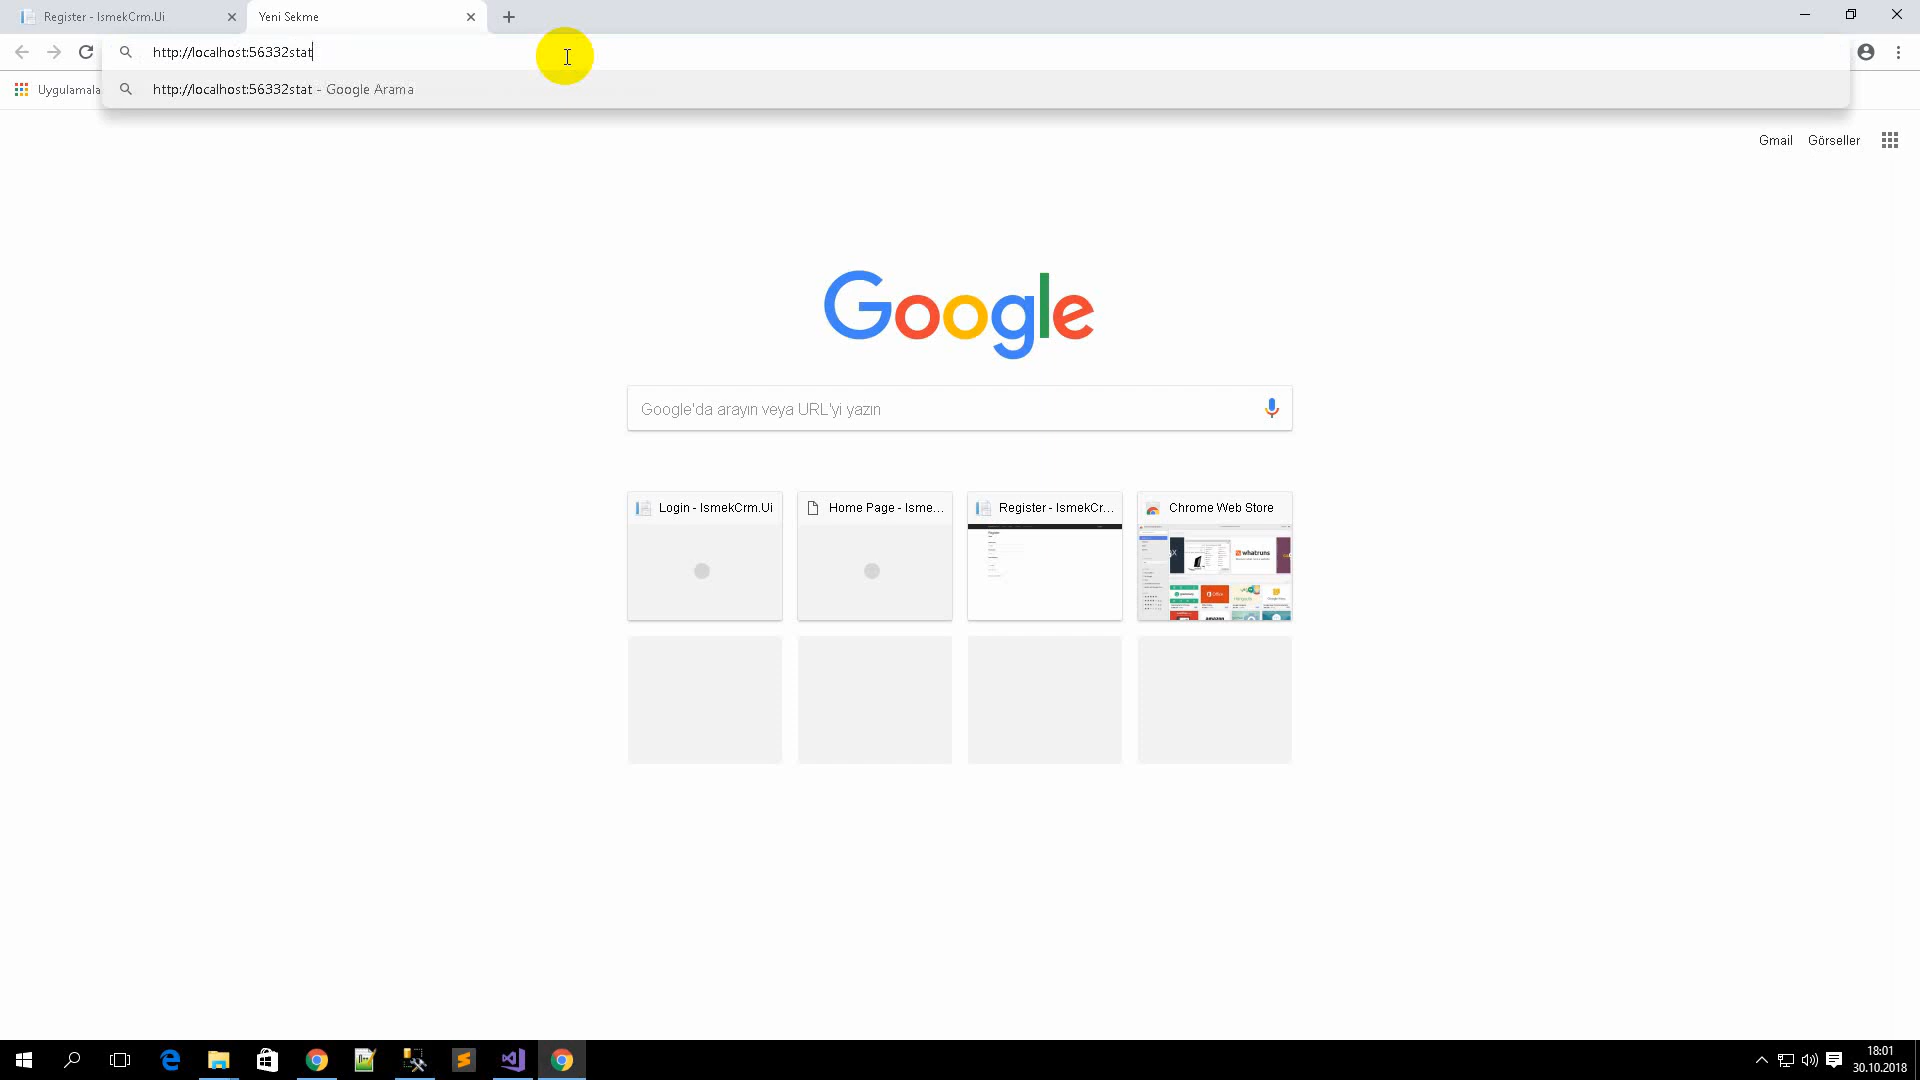 Register - IsmekCrm.Ui
Yeni Sekme
http://localhost:56332stat
http://localhost:56332stat - Google Arama
Uygulamala
Gmail
Görseller
Google
Google'da arayın veya URL'yi yazın
Login - IsmekCrm.Ui
Home Page - Isme...
Register - IsmekCr...
Chrome Web Store
whatruns
Office
18:01
30.10.2018